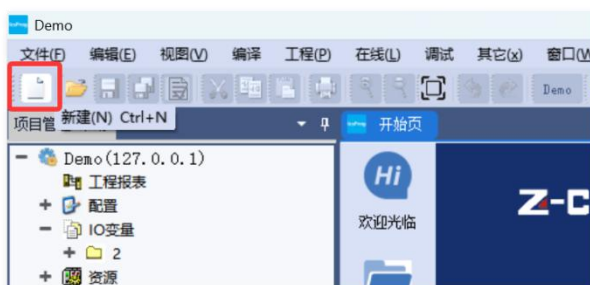 Demo
文件(F) 编辑(E) 视图(V) 编译 工程(P) 在线(L) 调试 其它(x) 窗口(W
Demo
新建(N) Ctrl+N
项目管
开始页
Demo(127.0.0.1)
工程报表
配置
IO变量
2
资源
Hi
欢迎光临
Z-C